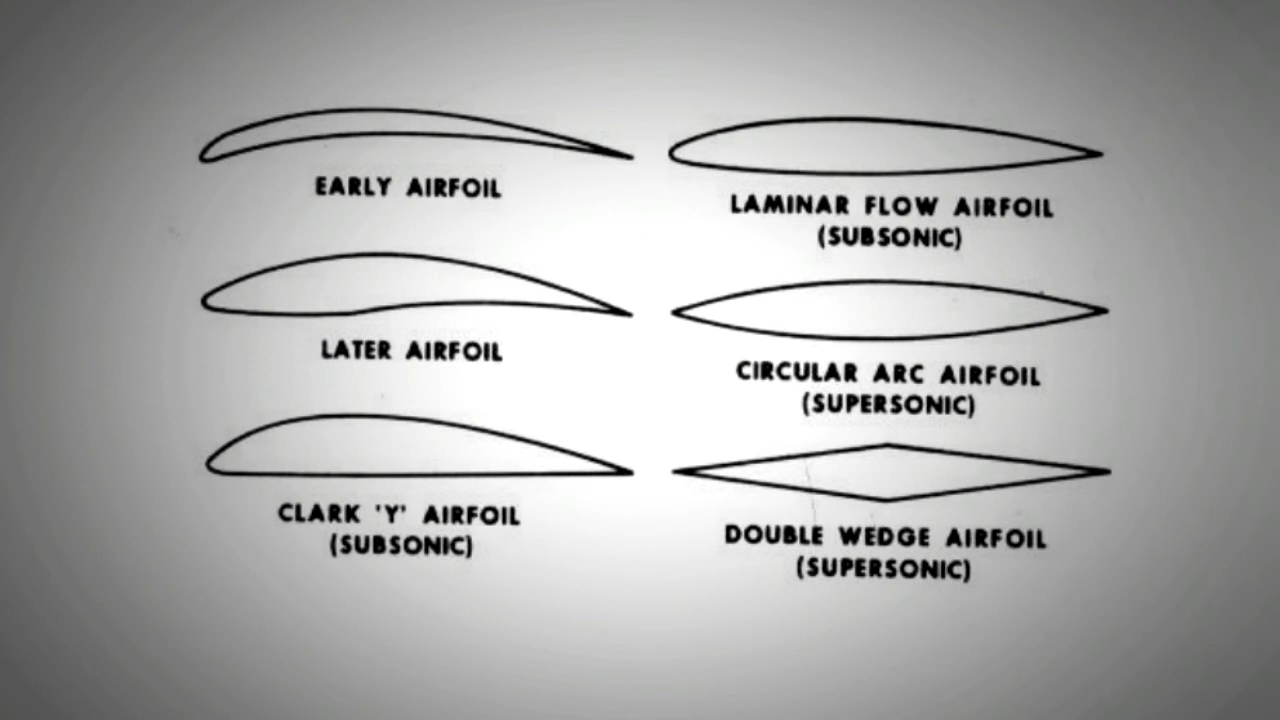 EARLY AIRFOIL
LATER AIRFOIL
CLARK 'Y' AIRFOIL
(SUBSONIC)
LAMINAR FLOW AIRFOIL
(SUBSONIC)
CIRCULAR ARC AIRFOIL
(SUPERSONIC)
DOUBLE WEDGE AIRFOIL
(SUPERSONIC)